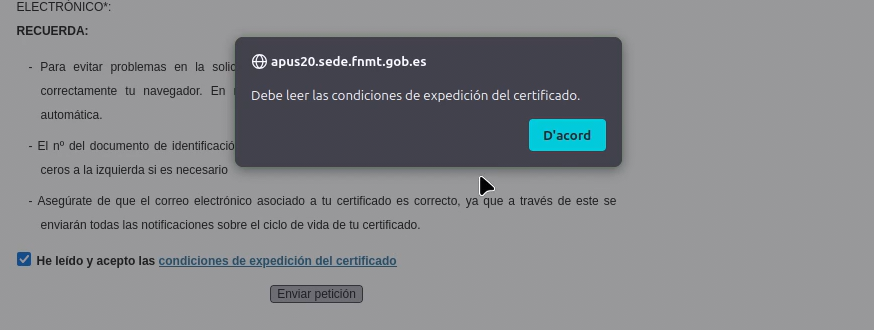 ELECTRÓNICO*:
RECUERDA:
- Para evitar problemas en la solic
correctamente tu navegador. En
automática.
- El nº del documento de identificació
ceros a la izquierda si es necesario
- Asegúrate de que el correo electrónico asociado a tu certificado es correcto, ya que a través de este se
enviarán todas las notificaciones sobre el ciclo de vida de tu certificado.
He leído y acepto las condiciones de expedición del certificado
Enviar petición
apus20.sede.fnmt.gob.es
Debe leer las condiciones de expedición del certificado.
D'acord